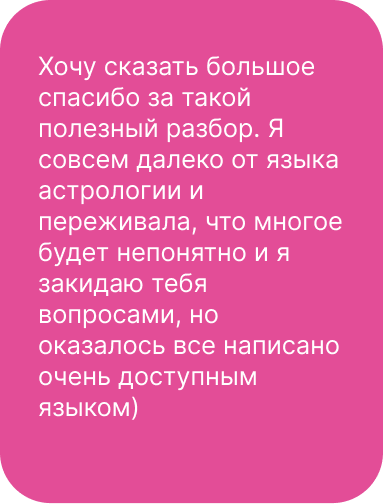 Хочу сказать большое
спасибо за такой
полезный разбор. Я
совсем далеко от языка
астрологии и
переживала, что многое
будет непонятно и я
закидаю тебя
вопросами, но
оказалось все написано
очень доступным
языком)